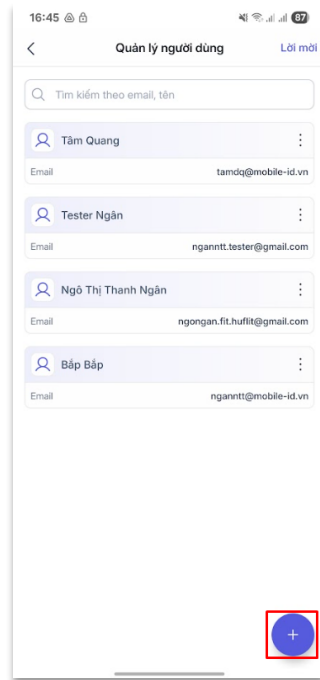 16:45 87
Quản lý người dùng Lời mời
Tìm kiếm theo email, tên
Tâm Quang
Email tamdq@mobile-id.vn
Tester Ngân
Email nganntt.tester@gmail.com
Ngô Thị Thanh Ngân
Email ngongan.fit.huflit@gmail.com
Bắp Bắp
Email nganntt@mobile-id.vn
+